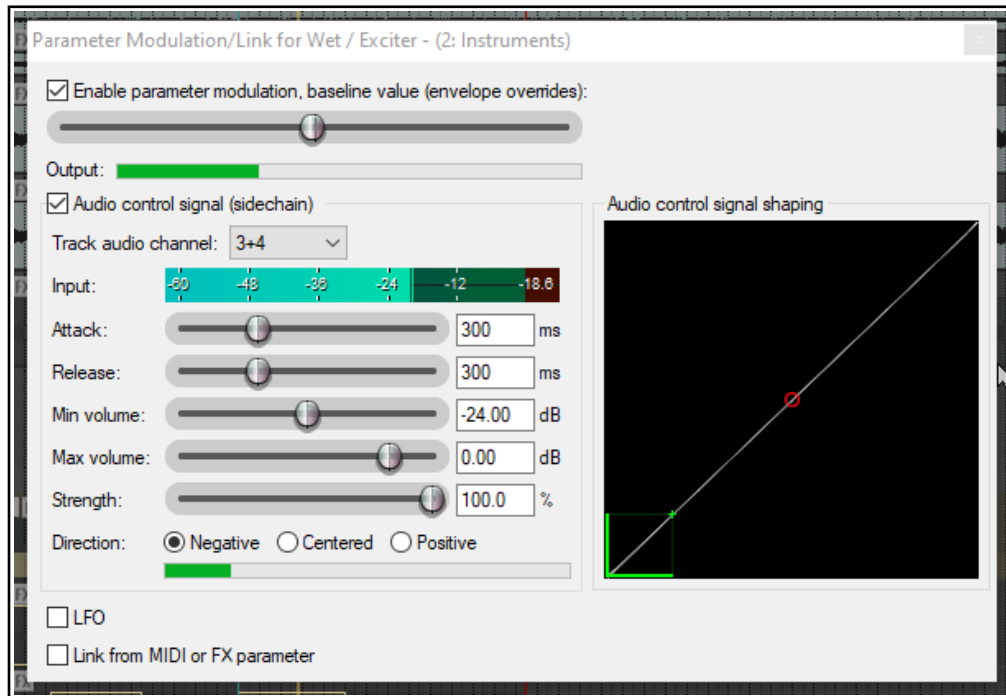 Parameter Modulation/Link for Wet / Exciter - (2: Instruments)
x
Enable parameter modulation, baseline value (envelope overrides):
Output:
Audio control signal (sidechain)
Audio control signal shaping
Track audio channel: 3+4
Input: -60 -48 -36 -24 -12 -18.6
Attack: 300 ms
Release: 300 ms
Min volume: -24.00 dB
Max volume: 0.00 dB
Strength: 100.0 %
Direction: Negative Centered Positive
LFO
Link from MIDI or FX parameter
FX